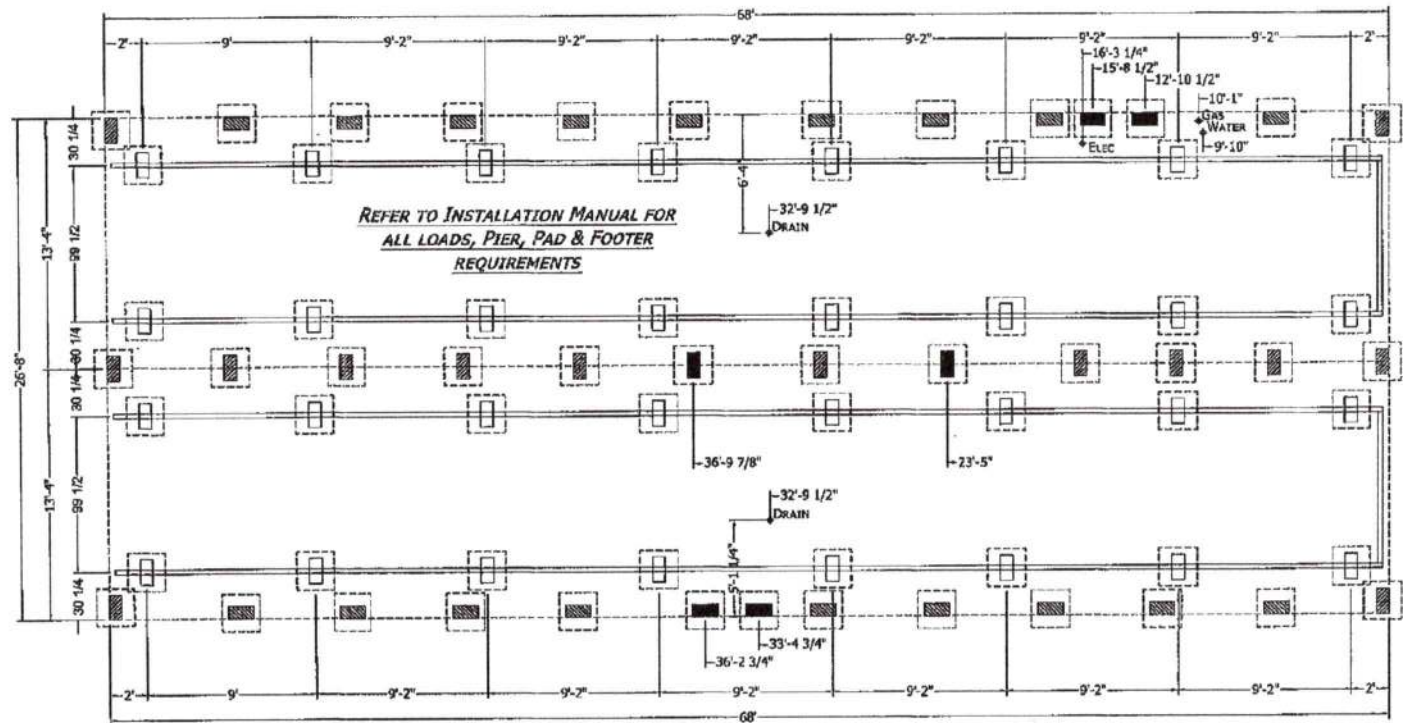 68'
2' 9' 9'-2" 9'-2" 9'-2" 9'-2" 9'-2" 9'-2" 2'
16'-3 1/4"
15'-8 1/2"
12'-10 1/2"
10'-1"
GAS
WATER
9'-10"
ELEC
30 1/4
6'-4"
REFER TO INSTALLATION MANUAL FOR
ALL LOADS, PIER, PAD & FOOTER
REQUIREMENTS
32'-9 1/2"
DRAIN
13'-4"
99 1/2
30 1/4
26'-8"
30 1/4
36'-9 7/8"
23'-5"
13'-4"
99 1/2
32'-9 1/2"
DRAIN
5'-1 1/4"
30 1/4
33'-4 3/4"
36'-2 3/4"
2' 9' 9'-2" 9'-2" 9'-2" 9'-2" 9'-2" 9'-2" 2'
68'